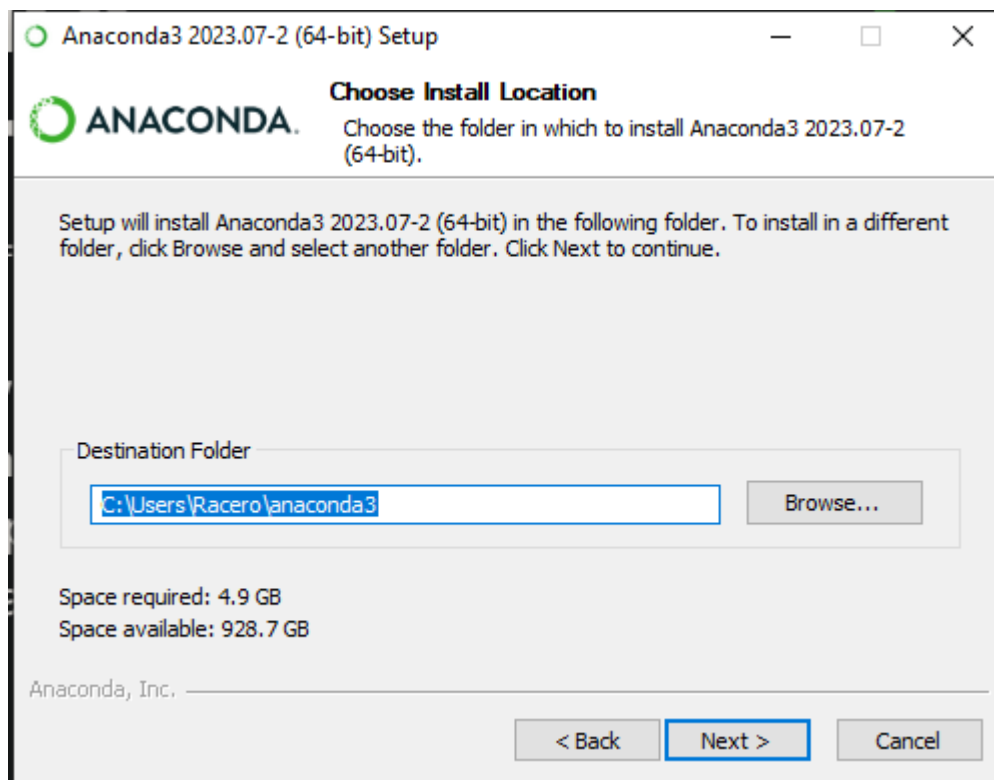 Anaconda3 2023.07-2 (64-bit) Setup
ANACONDA.
Choose Install Location
Choose the folder in which to install Anaconda3 2023.07-2
(64-bit).
Setup will install Anaconda3 2023.07-2 (64-bit) in the following folder. To install in a different
folder, click Browse and select another folder. Click Next to continue.
Destination Folder
C:\Users\Racero\anaconda3
Browse...
Space required: 4.9 GB
Space available: 928.7 GB
Anaconda, Inc.
< Back
Next >
Cancel